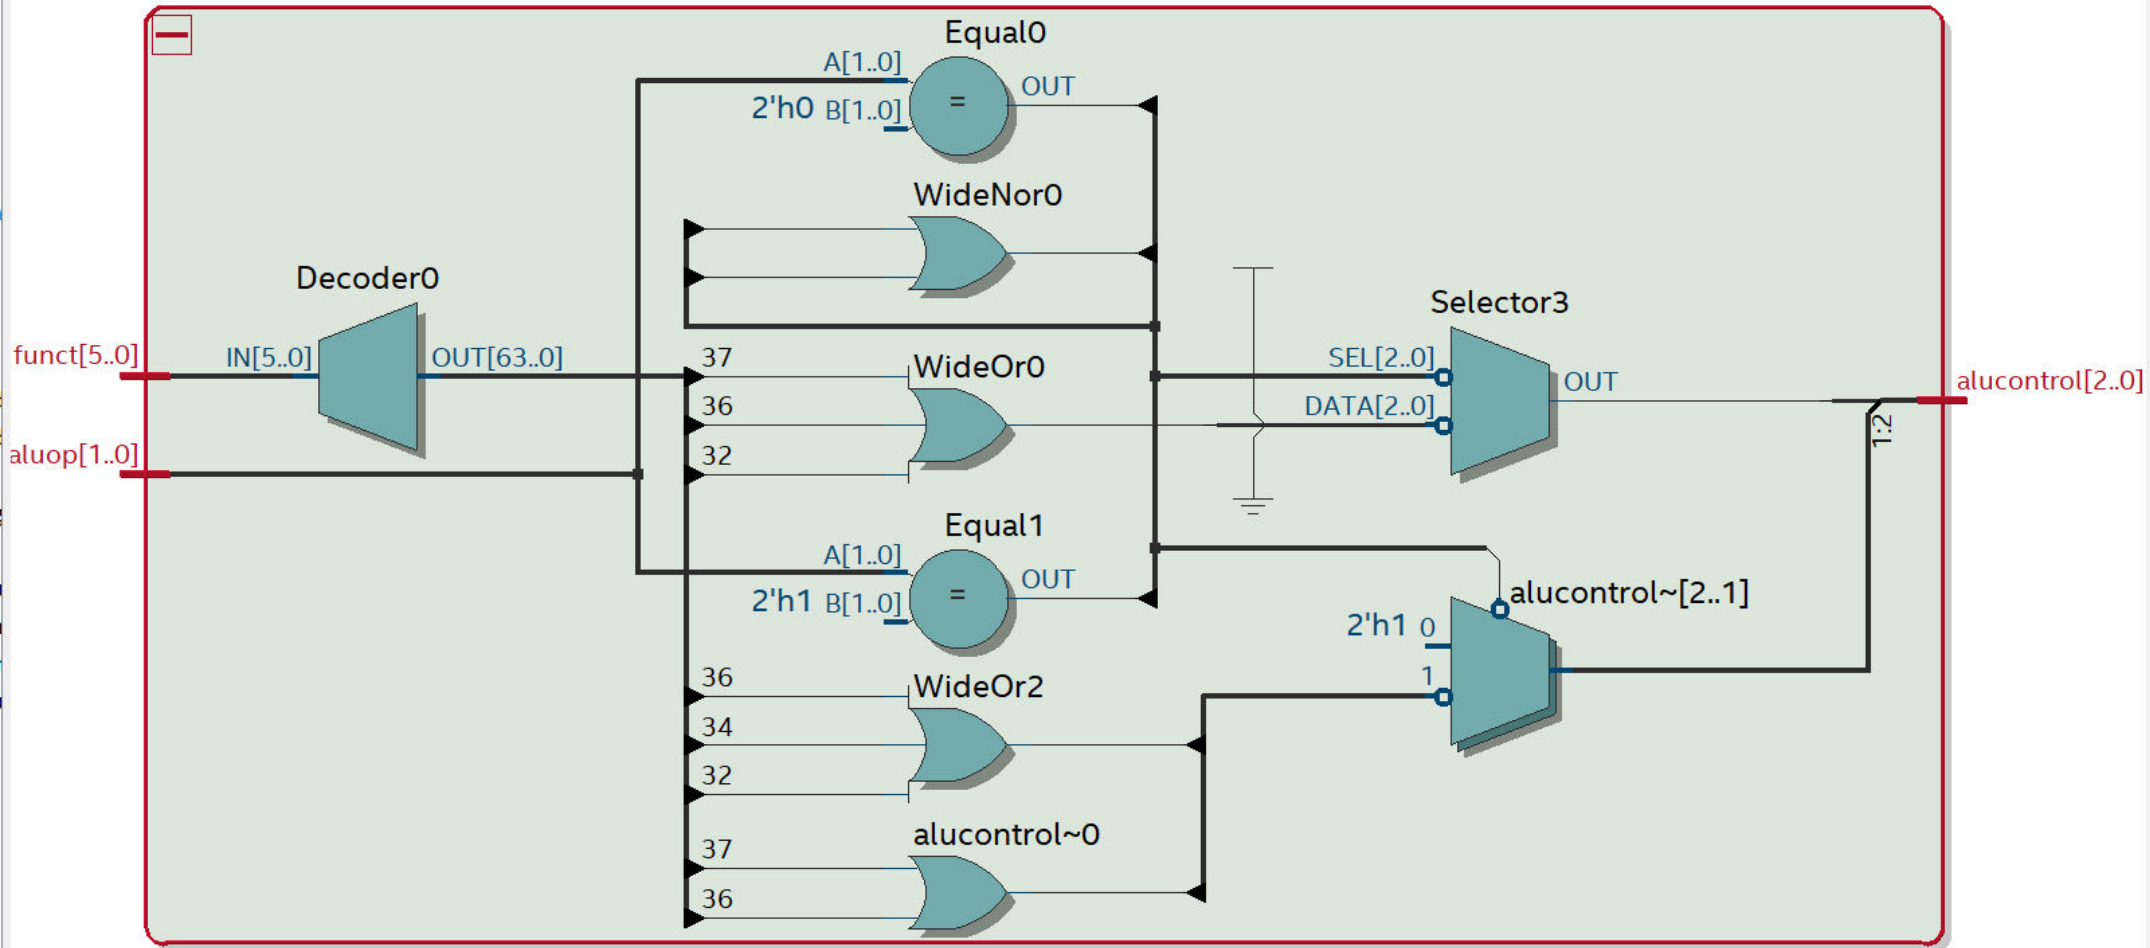 Equal0
A[1..0]
OUT
2'h0 B[1..0]
=
WideNor0
Decoder0
Selector3
funct[5..0]
IN[5..0]
OUT[63..0]
37
WideOr0
SEL[2..0]
OUT
alucontrol[2..0]
36
DATA[2..0]
1:2
aluop[1..0]
32
Equal1
A[1..0]
OUT
2'h1 B[1..0]
=
alucontrol~[2..1]
2'h1 0
1
36
WideOr2
34
32
alucontrol~0
37
36